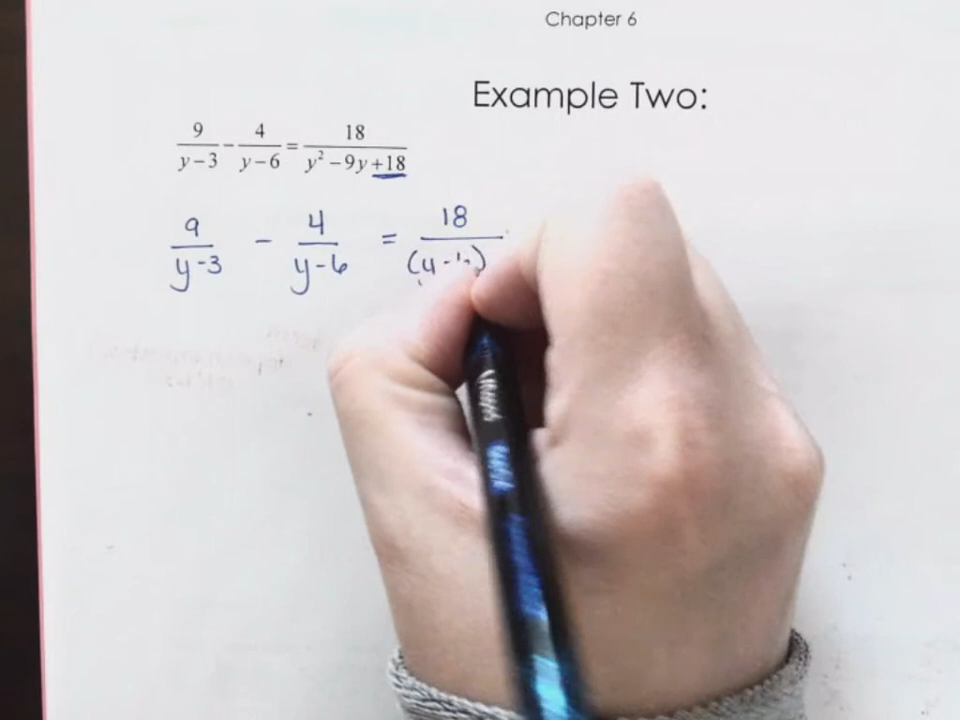 Chapter 6
Example Two:
9/(y−3) − 4/(y−6) = 18/(y² −9y+18)
9/(y-3) - 4/(y-6) = 18/(y-